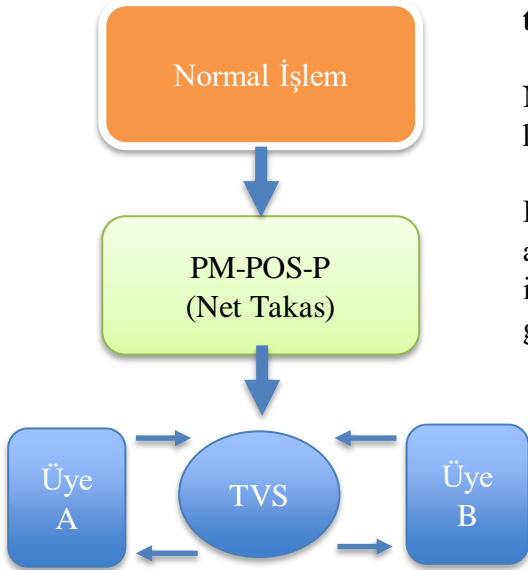 Normal İşlem
PM-POS-P
(Net Takas)
Üye
A
TVS
Üye
B